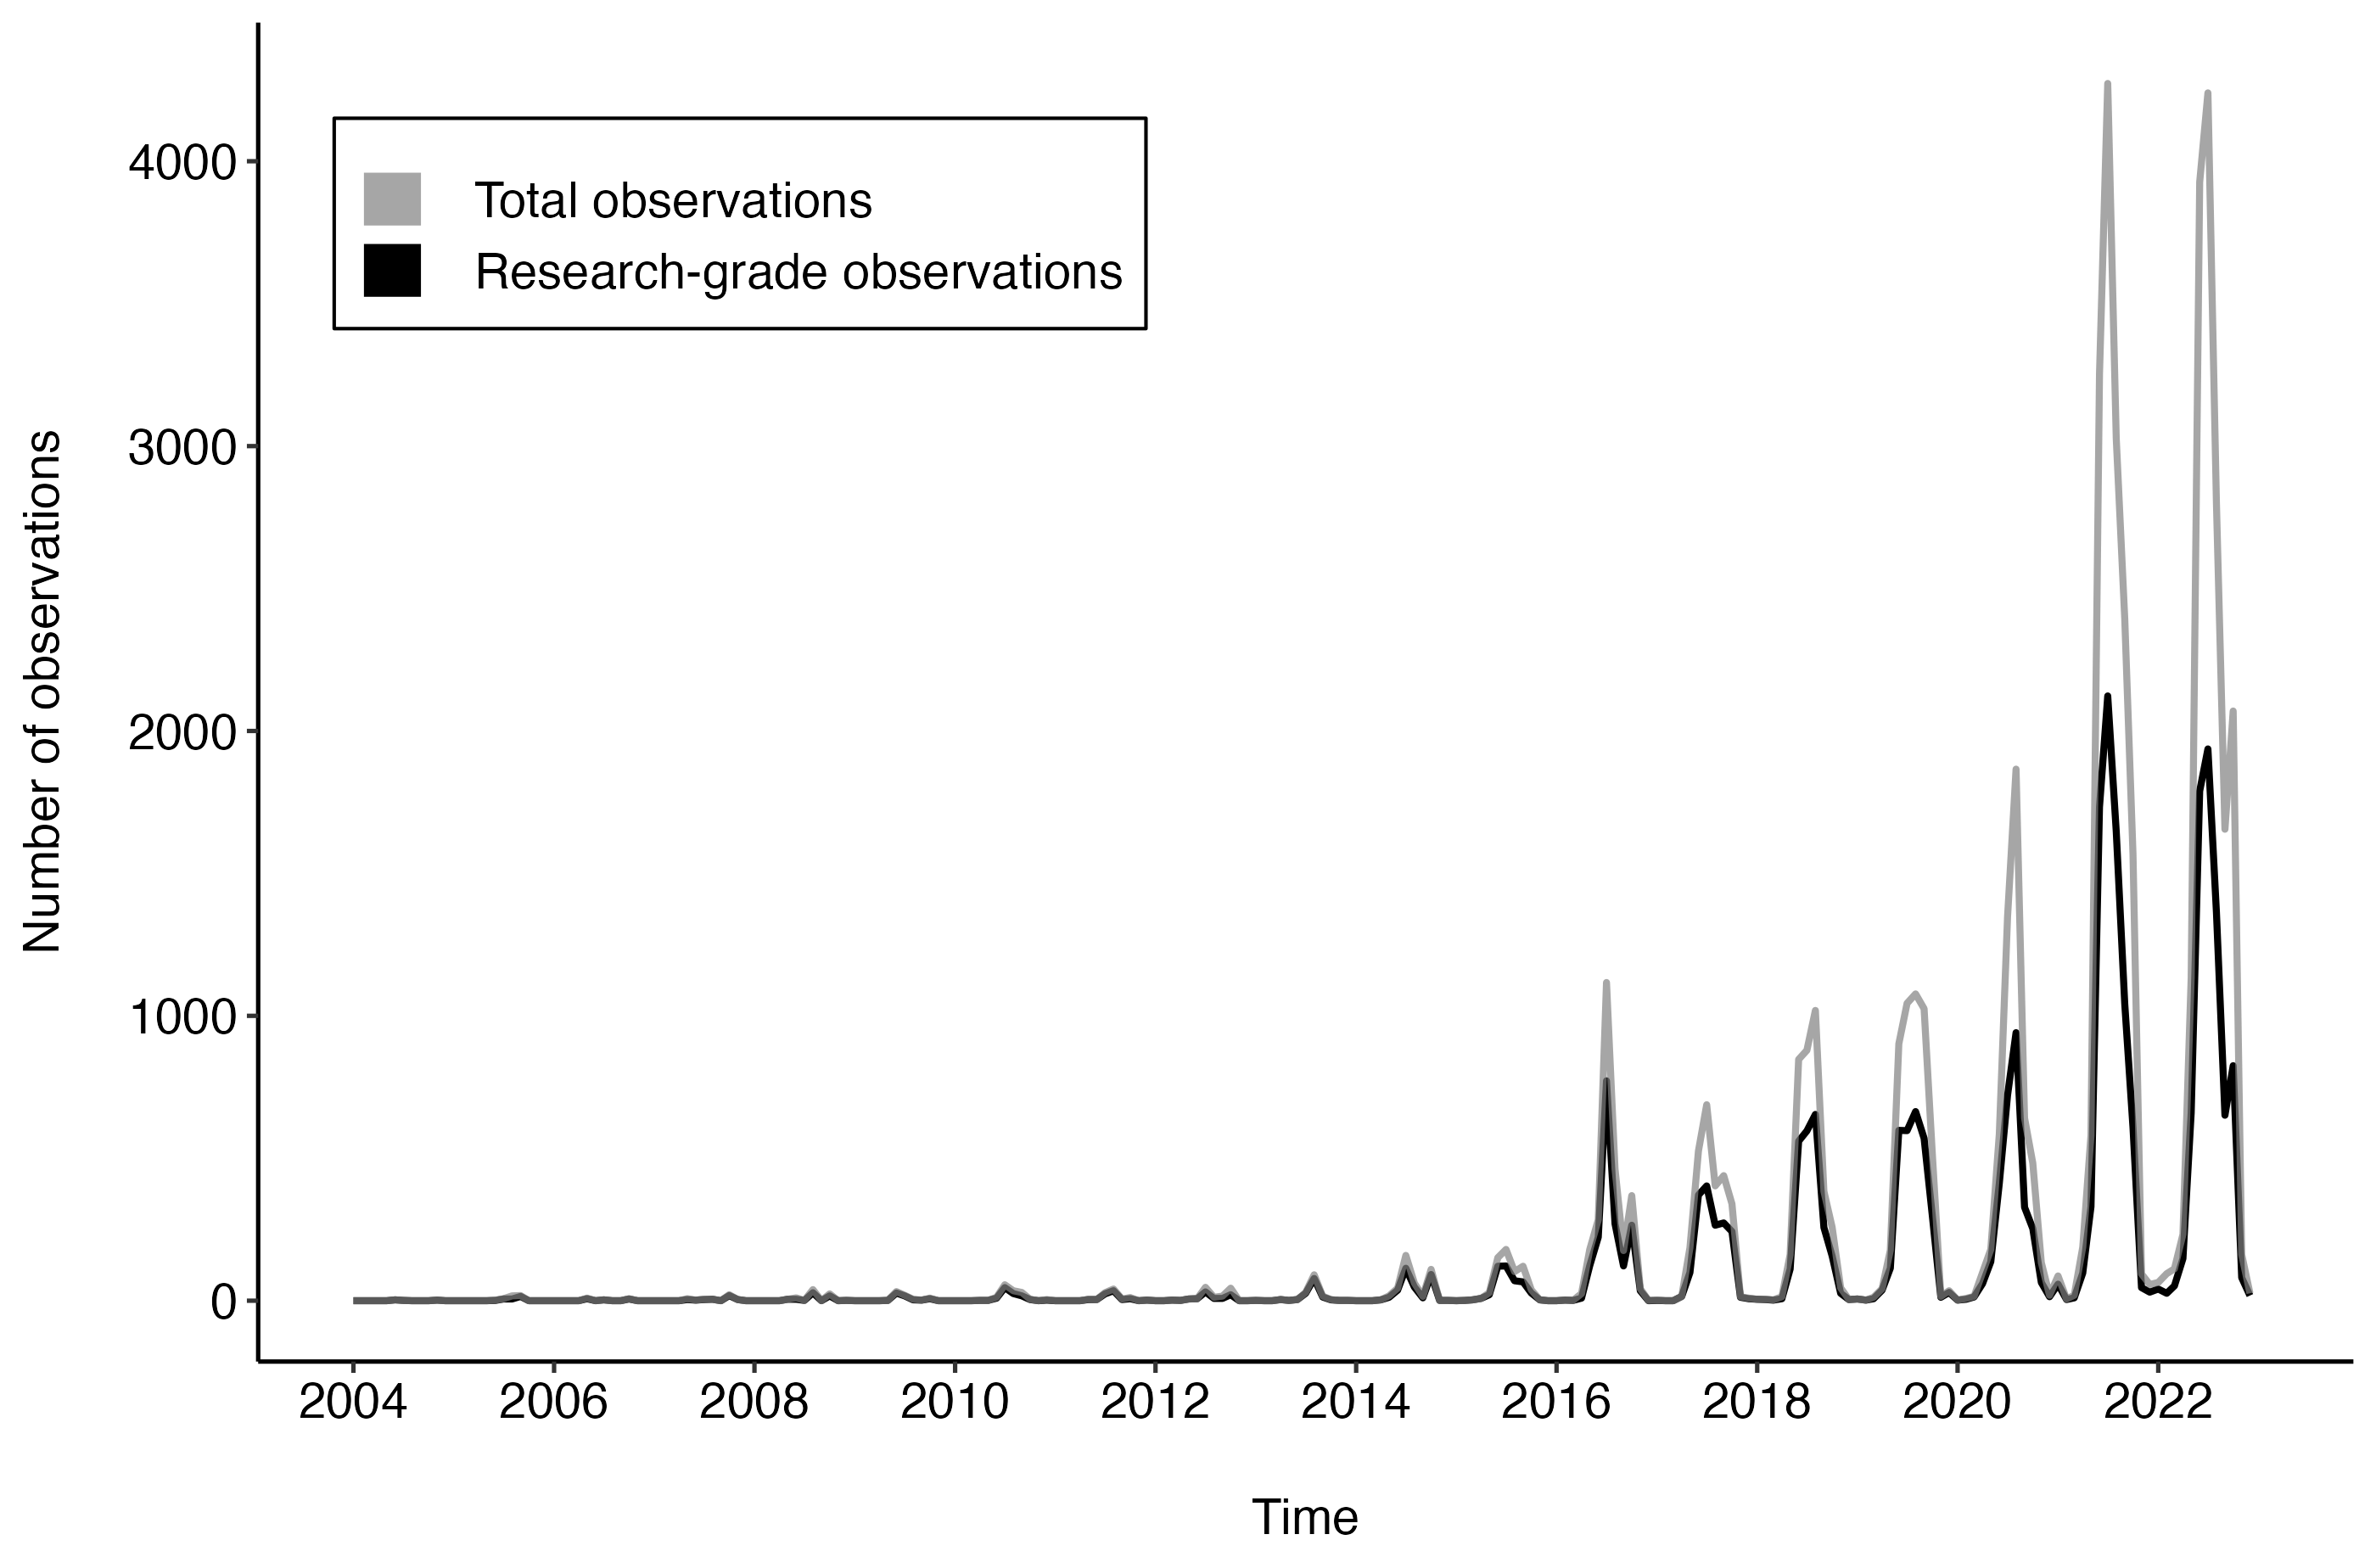 Total observations
Research-grade observations
Number of observations
4000
3000
2000
1000
0
2004 2006 2008 2010 2012 2014 2016 2018 2020 2022
Time